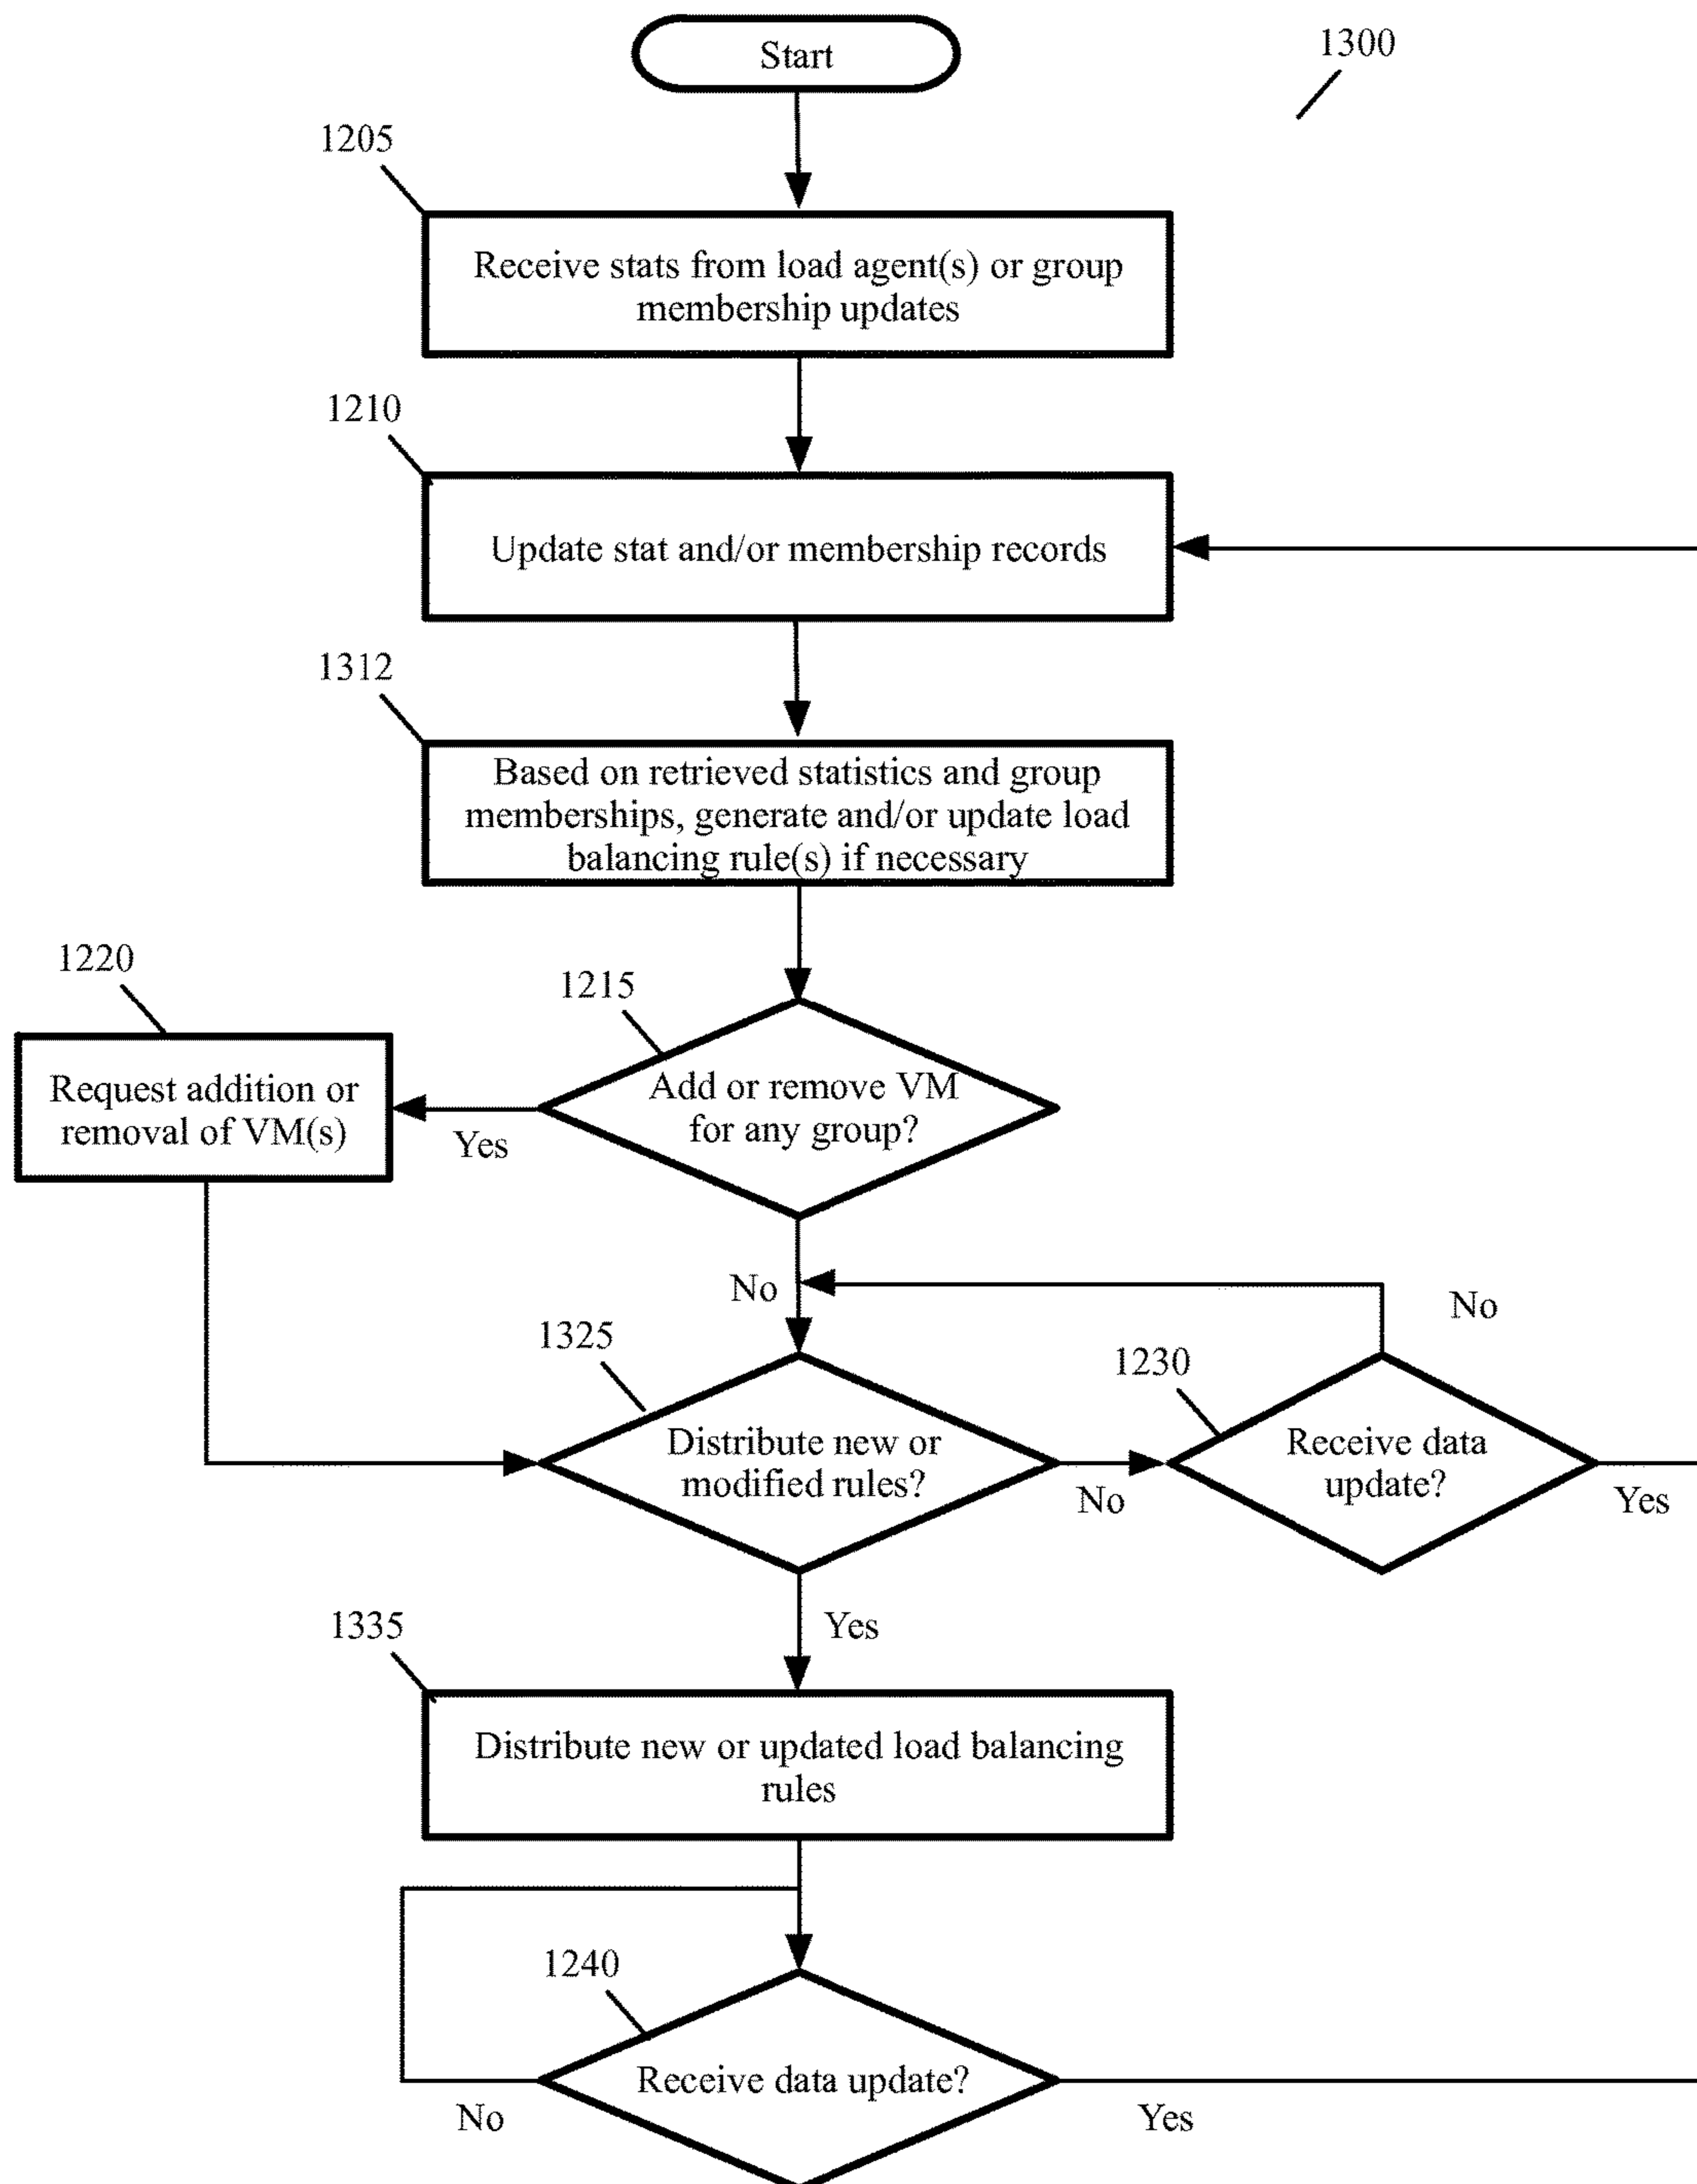 Start
1300
1205
Receive stats from load agent(s) or group
membership updates
1210
Update stat and/or membership records
1312
Based on retrieved statistics and group
memberships, generate and/or update load
balancing rule(s) if necessary
1220
1215
Request addition or
removal of VM(s)
Add or remove VM
for any group?
Yes
No
No
1325
1230
Distribute new or
modified rules?
Receive data
update?
No
Yes
Yes
1335
Distribute new or updated load balancing
rules
1240
Receive data update?
No
Yes